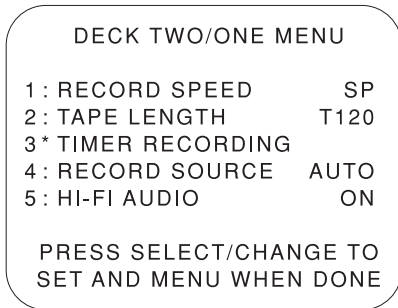 DECK TWO/ONE MENU
1: RECORD SPEED SP
2: TAPE LENGTH T120
3* TIMER RECORDING
4: RECORD SOURCE AUTO
5: HI-FI AUDIO ON
PRESS SELECT/CHANGE TO
SET AND MENU WHEN DONE